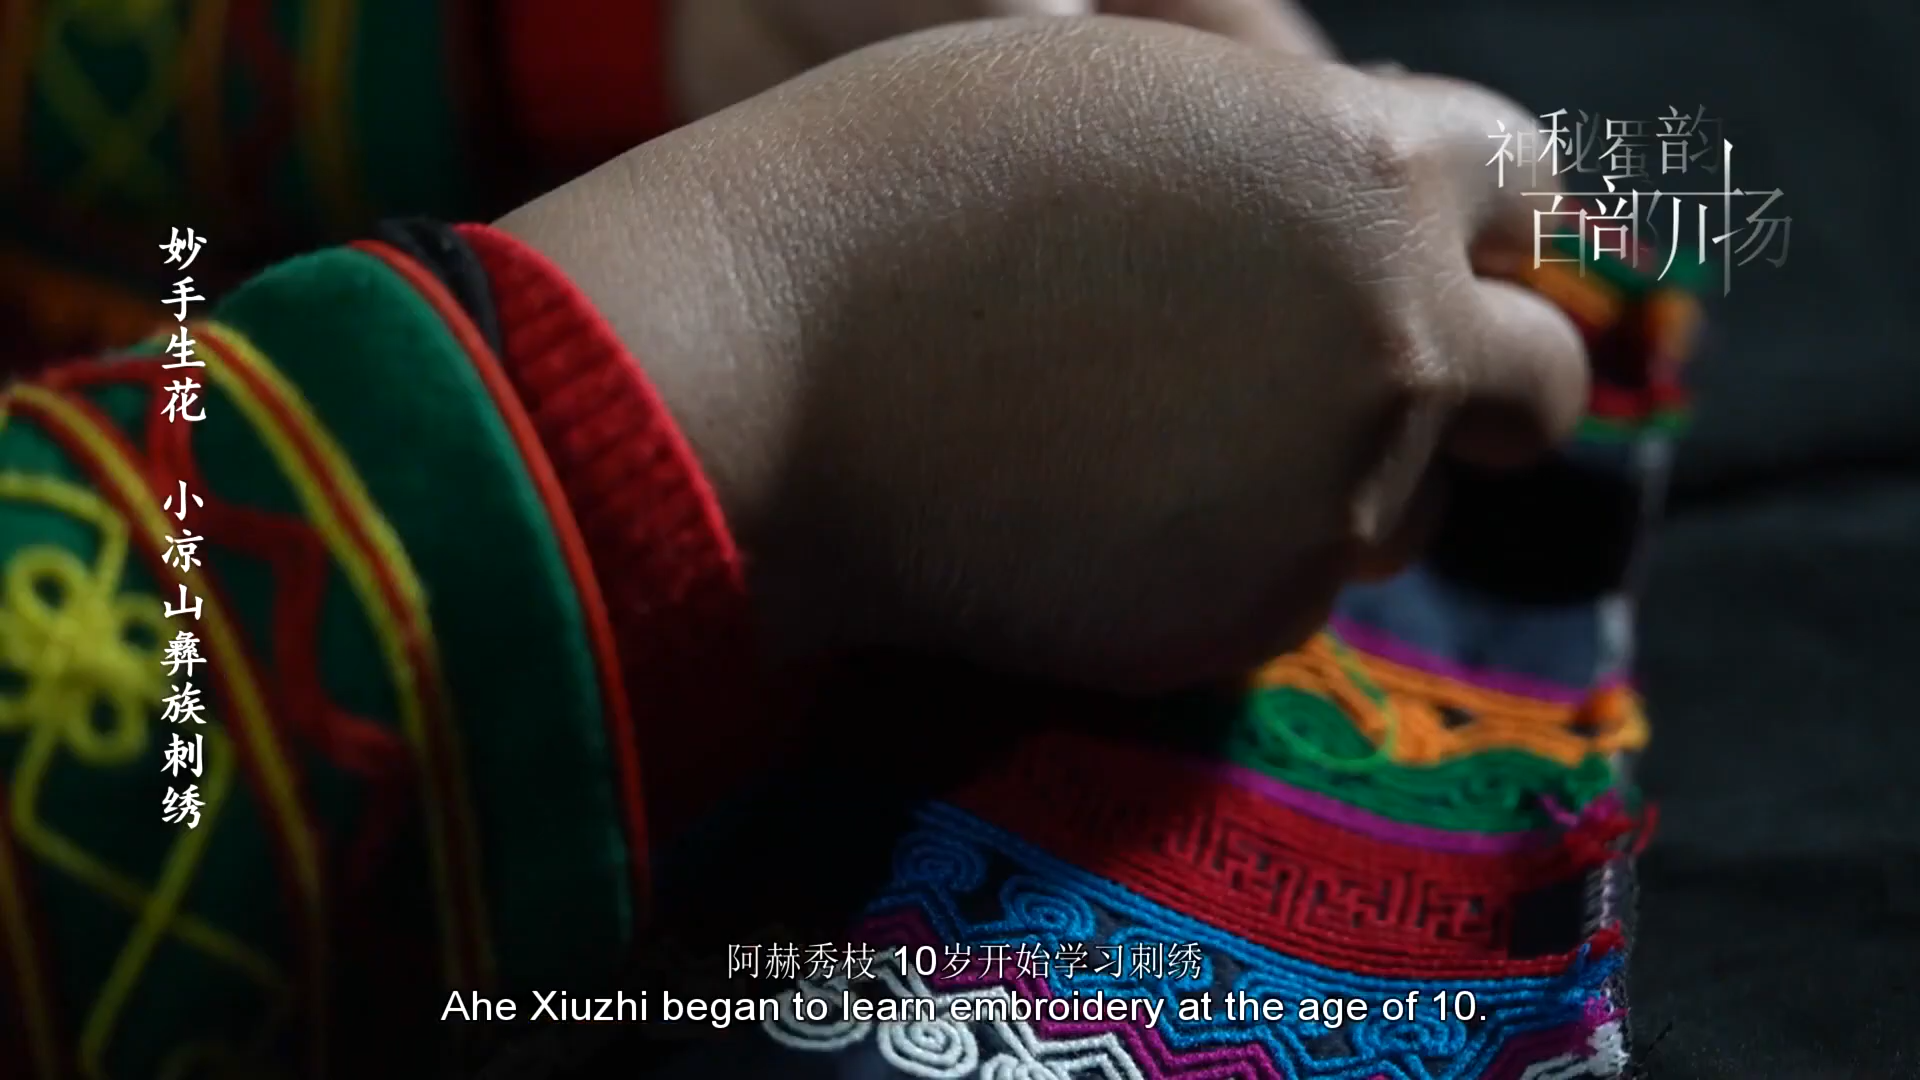 神秘蜀韵
百部川扬
妙手生花 小凉山彝族刺绣
阿赫秀枝 10岁开始学习刺绣
Ahe Xiuzhi began to learn embroidery at the age of 10.